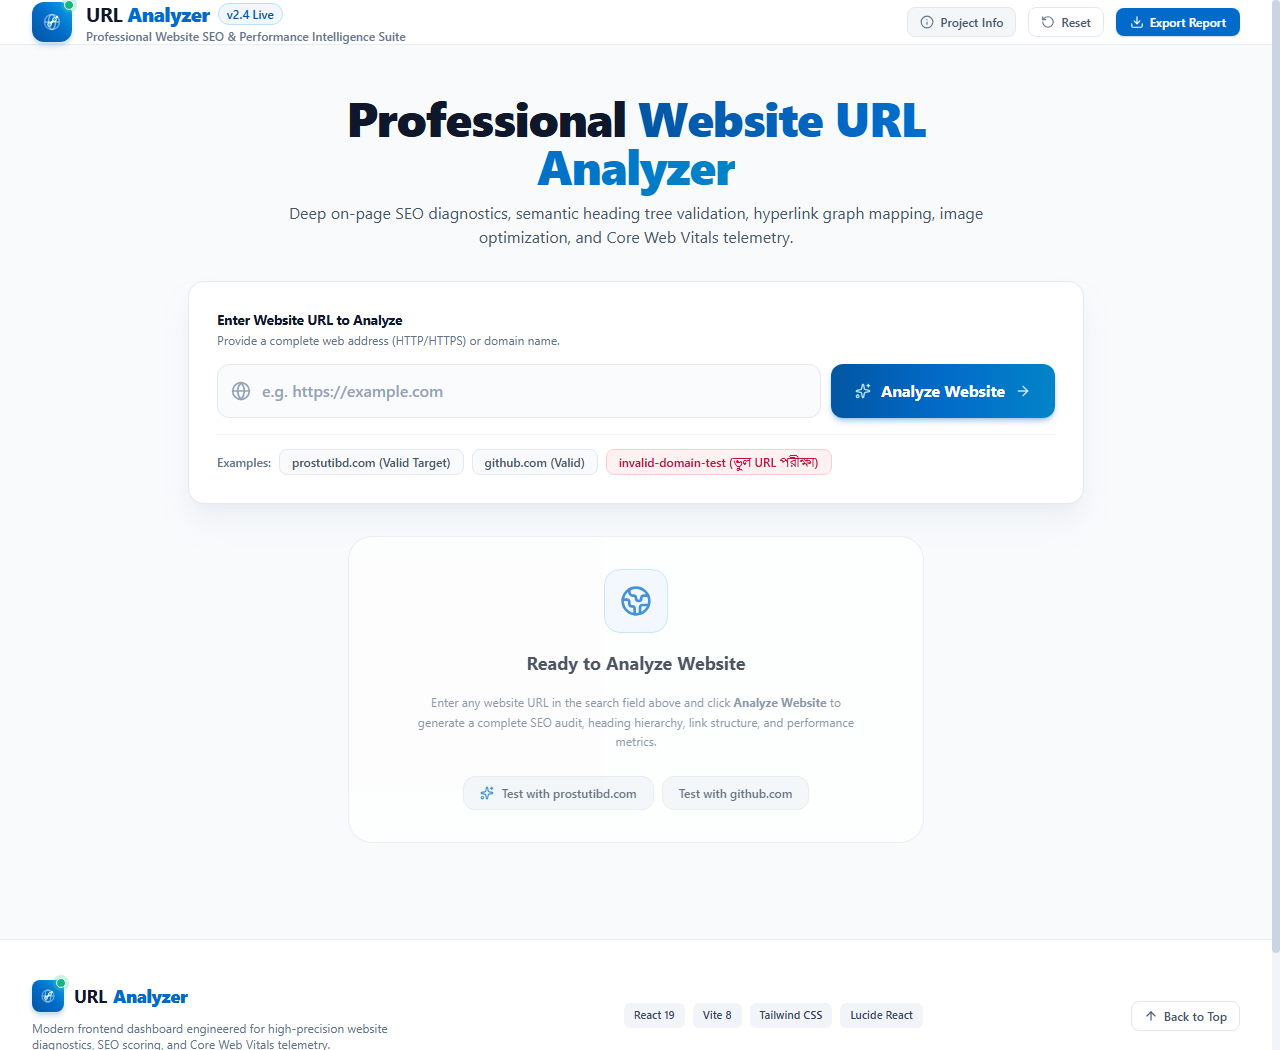 URL Analyzer v2.4 Live
Professional Website SEO & Performance Intelligence Suite
Project Info
Reset
Export Report
Professional Website URL
Analyzer
Deep on-page SEO diagnostics, semantic heading tree validation, hyperlink graph mapping, image
optimization, and Core Web Vitals telemetry.
Enter Website URL to Analyze
Provide a complete web address (HTTP/HTTPS) or domain name.
e.g. https://example.com
Analyze Website
Examples: prostutibd.com (Valid Target) github.com (Valid) invalid-domain-test (ভুল URL পরীক্ষা)
Ready to Analyze Website
Enter any website URL in the search field above and click Analyze Website to
generate a complete SEO audit, heading hierarchy, link structure, and performance
metrics.
Test with prostutibd.com
Test with github.com
URL Analyzer
Modern frontend dashboard engineered for high-precision website
diagnostics, SEO scoring, and Core Web Vitals telemetry.
React 19
Vite 8
Tailwind CSS
Lucide React
Back to Top